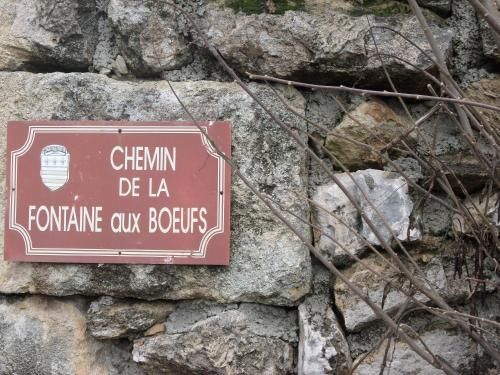 CHEMIN
DE LA
FONTAINE aux BOEUFS